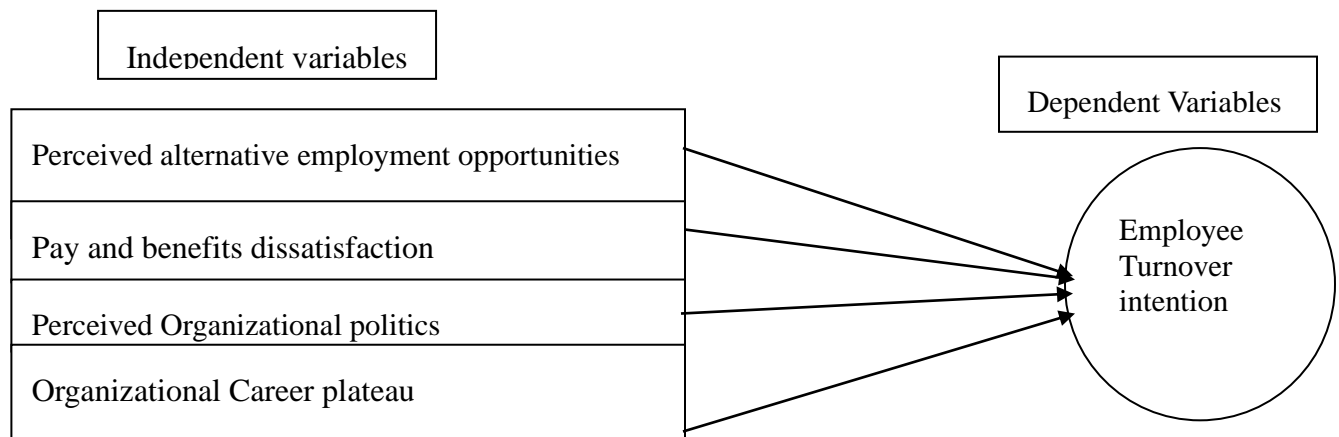 Independent variables
Dependent Variables
Perceived alternative employment opportunities
Pay and benefits dissatisfaction
Perceived Organizational politics
Organizational Career plateau
Employee
Turnover
intention